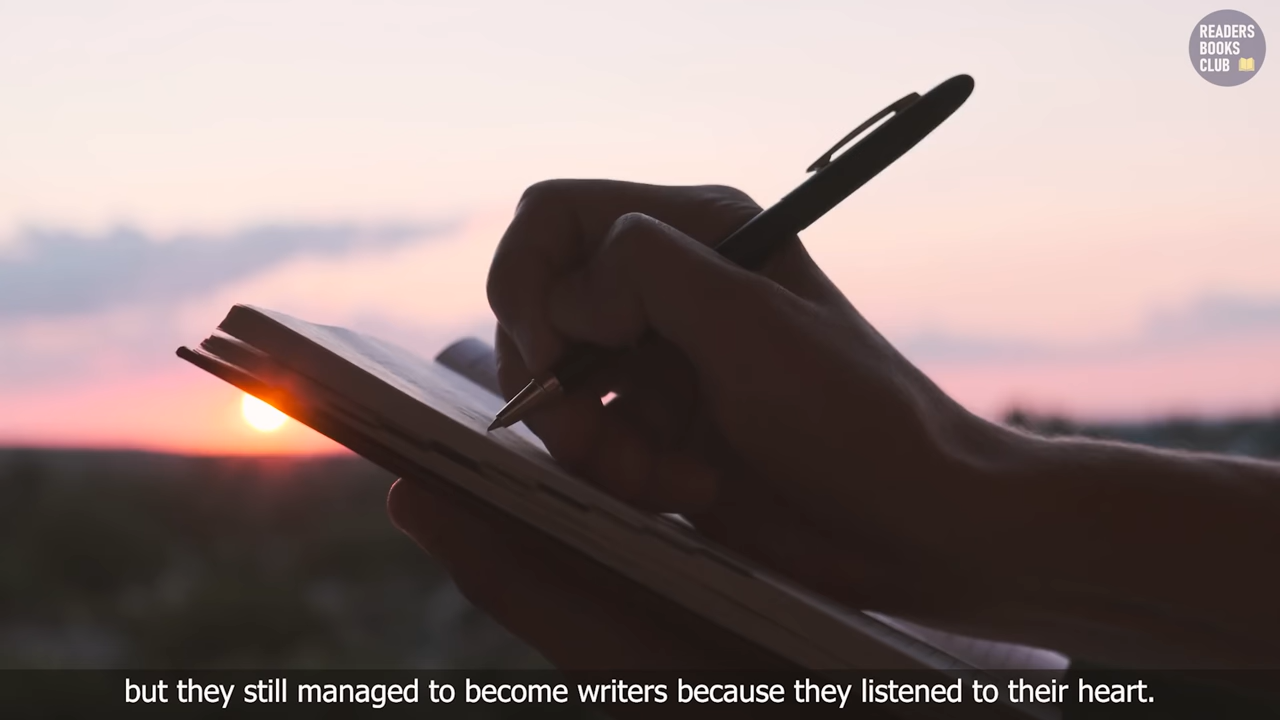 READERS
BOOKS
CLUB
but they still managed to become writers because they listened to their heart.